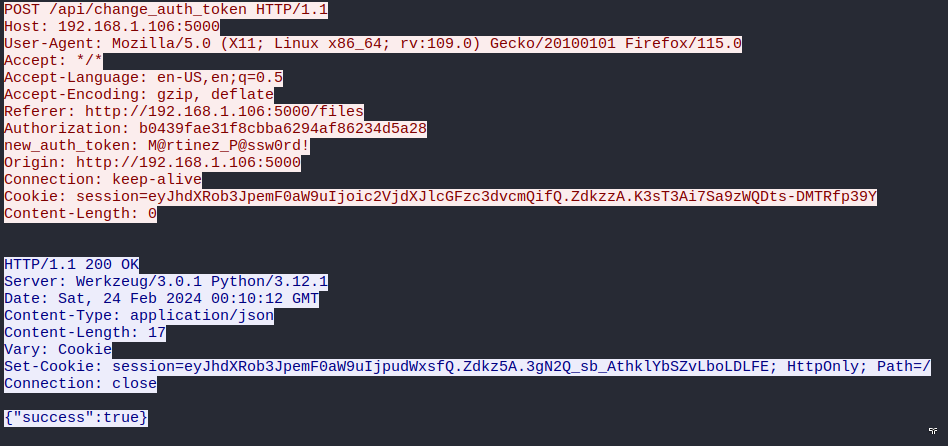 POST /api/change_auth_token HTTP/1.1
Host: 192.168.1.106:5000
User-Agent: Mozilla/5.0 (X11; Linux x86_64; rv:109.0) Gecko/20100101 Firefox/115.0
Accept: */*
Accept-Language: en-US,en;q=0.5
Accept-Encoding: gzip, deflate
Referer: http://192.168.1.106:5000/files
Authorization: b0439fae31f8cbba6294af86234d5a28
new_auth_token: M@rtinez_P@ssw0rd!
Origin: http://192.168.1.106:5000
Connection: keep-alive
Cookie: session=eyJhdXRob3JpemF0aW9uIjoic2VjdXJlcGFzc3dvcmQifQ.ZdkzzA.K3sT3Ai7Sa9zWQDts-DMTRfp39Y
Content-Length: 0
HTTP/1.1 200 OK
Server: Werkzeug/3.0.1 Python/3.12.1
Date: Sat, 24 Feb 2024 00:10:12 GMT
Content-Type: application/json
Content-Length: 17
Vary: Cookie
Set-Cookie: session=eyJhdXRob3JpemF0aW9uIjpudWxsfQ.Zdkz5A.3gN2Q_sb_AthklYbSZvLboLDLFE; HttpOnly; Path=/
Connection: close
{"success":true}